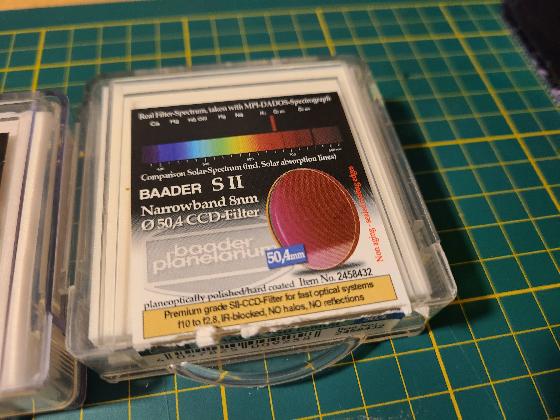 Real Filter-Spectrum, taken with MPI-DADOS-Spectrograph
Comparison Solar-Spectrum (incl. Solar absorption lines)
BAADER S II
Narrowband 8nm
Ø 50,4 CCD-Filter
baader
planetarium
50,4mm
planeoptically polished/hard coated Item No. 2458432
Premium grade SII-CCD-Filter for fast optical systems
f10 to f2.8, IR-blocked, NO halos, NO reflections